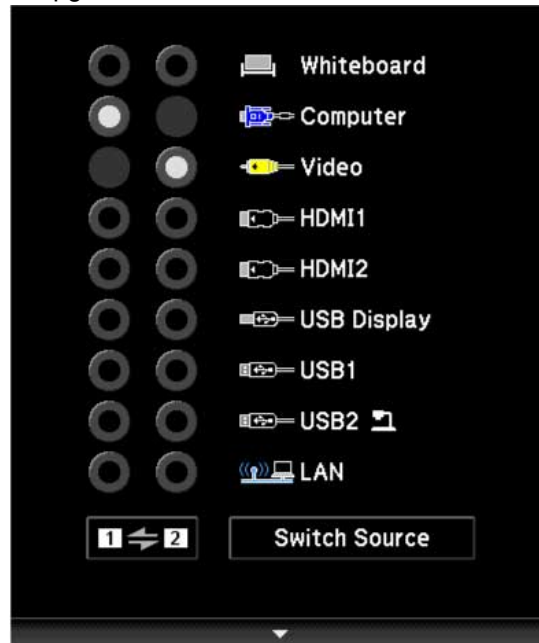 Whiteboard
Computer
Video
HDMI1
HDMI2
USB Display
USB1
USB2
LAN
1 2 Switch Source